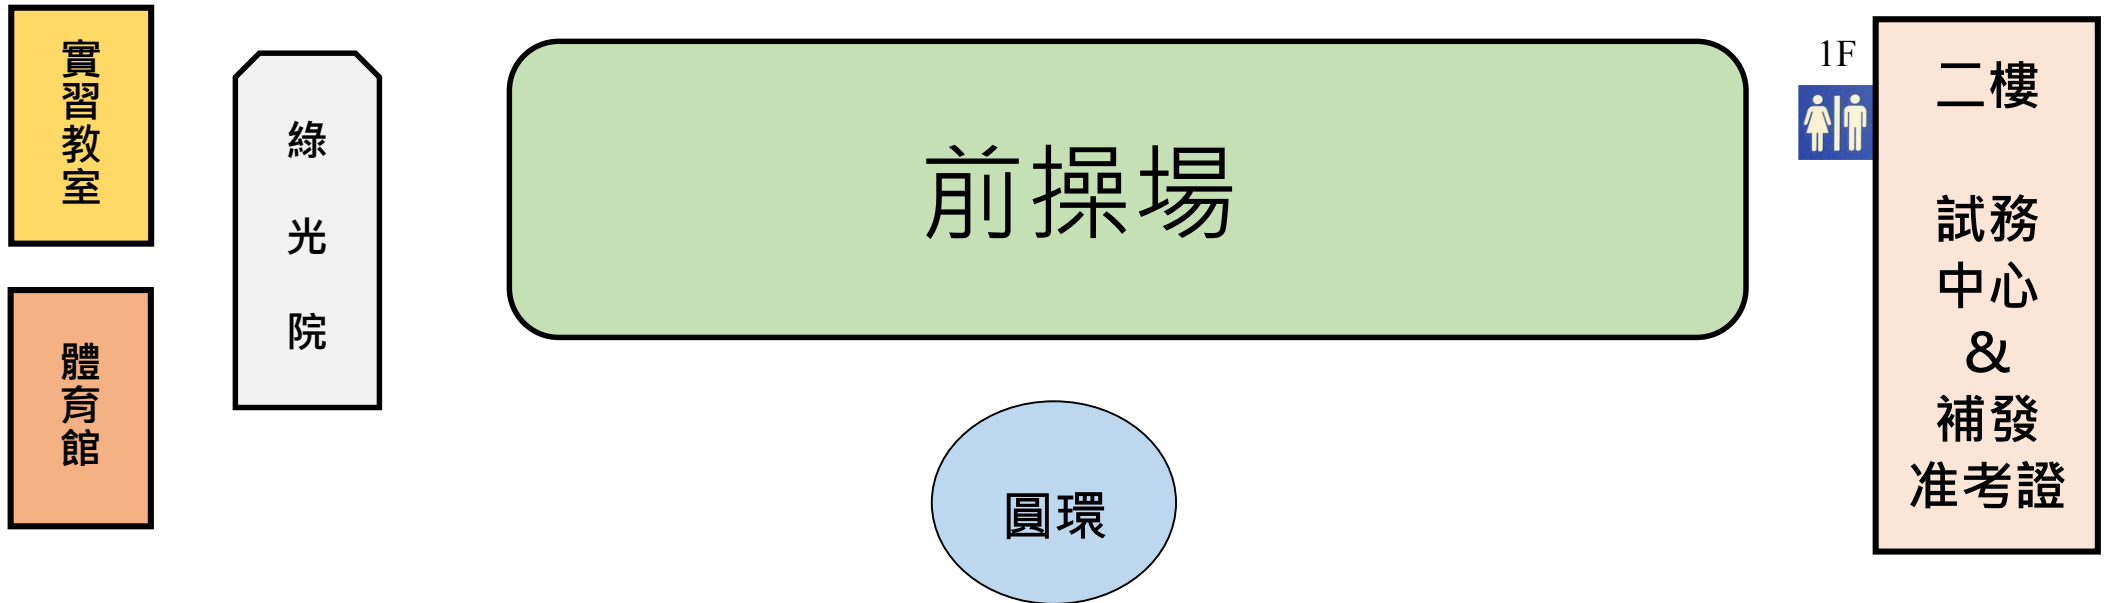 實習教室
體育館
綠光院
前操場
圓環
1F
二樓
試務
中心
&
補發
准考證